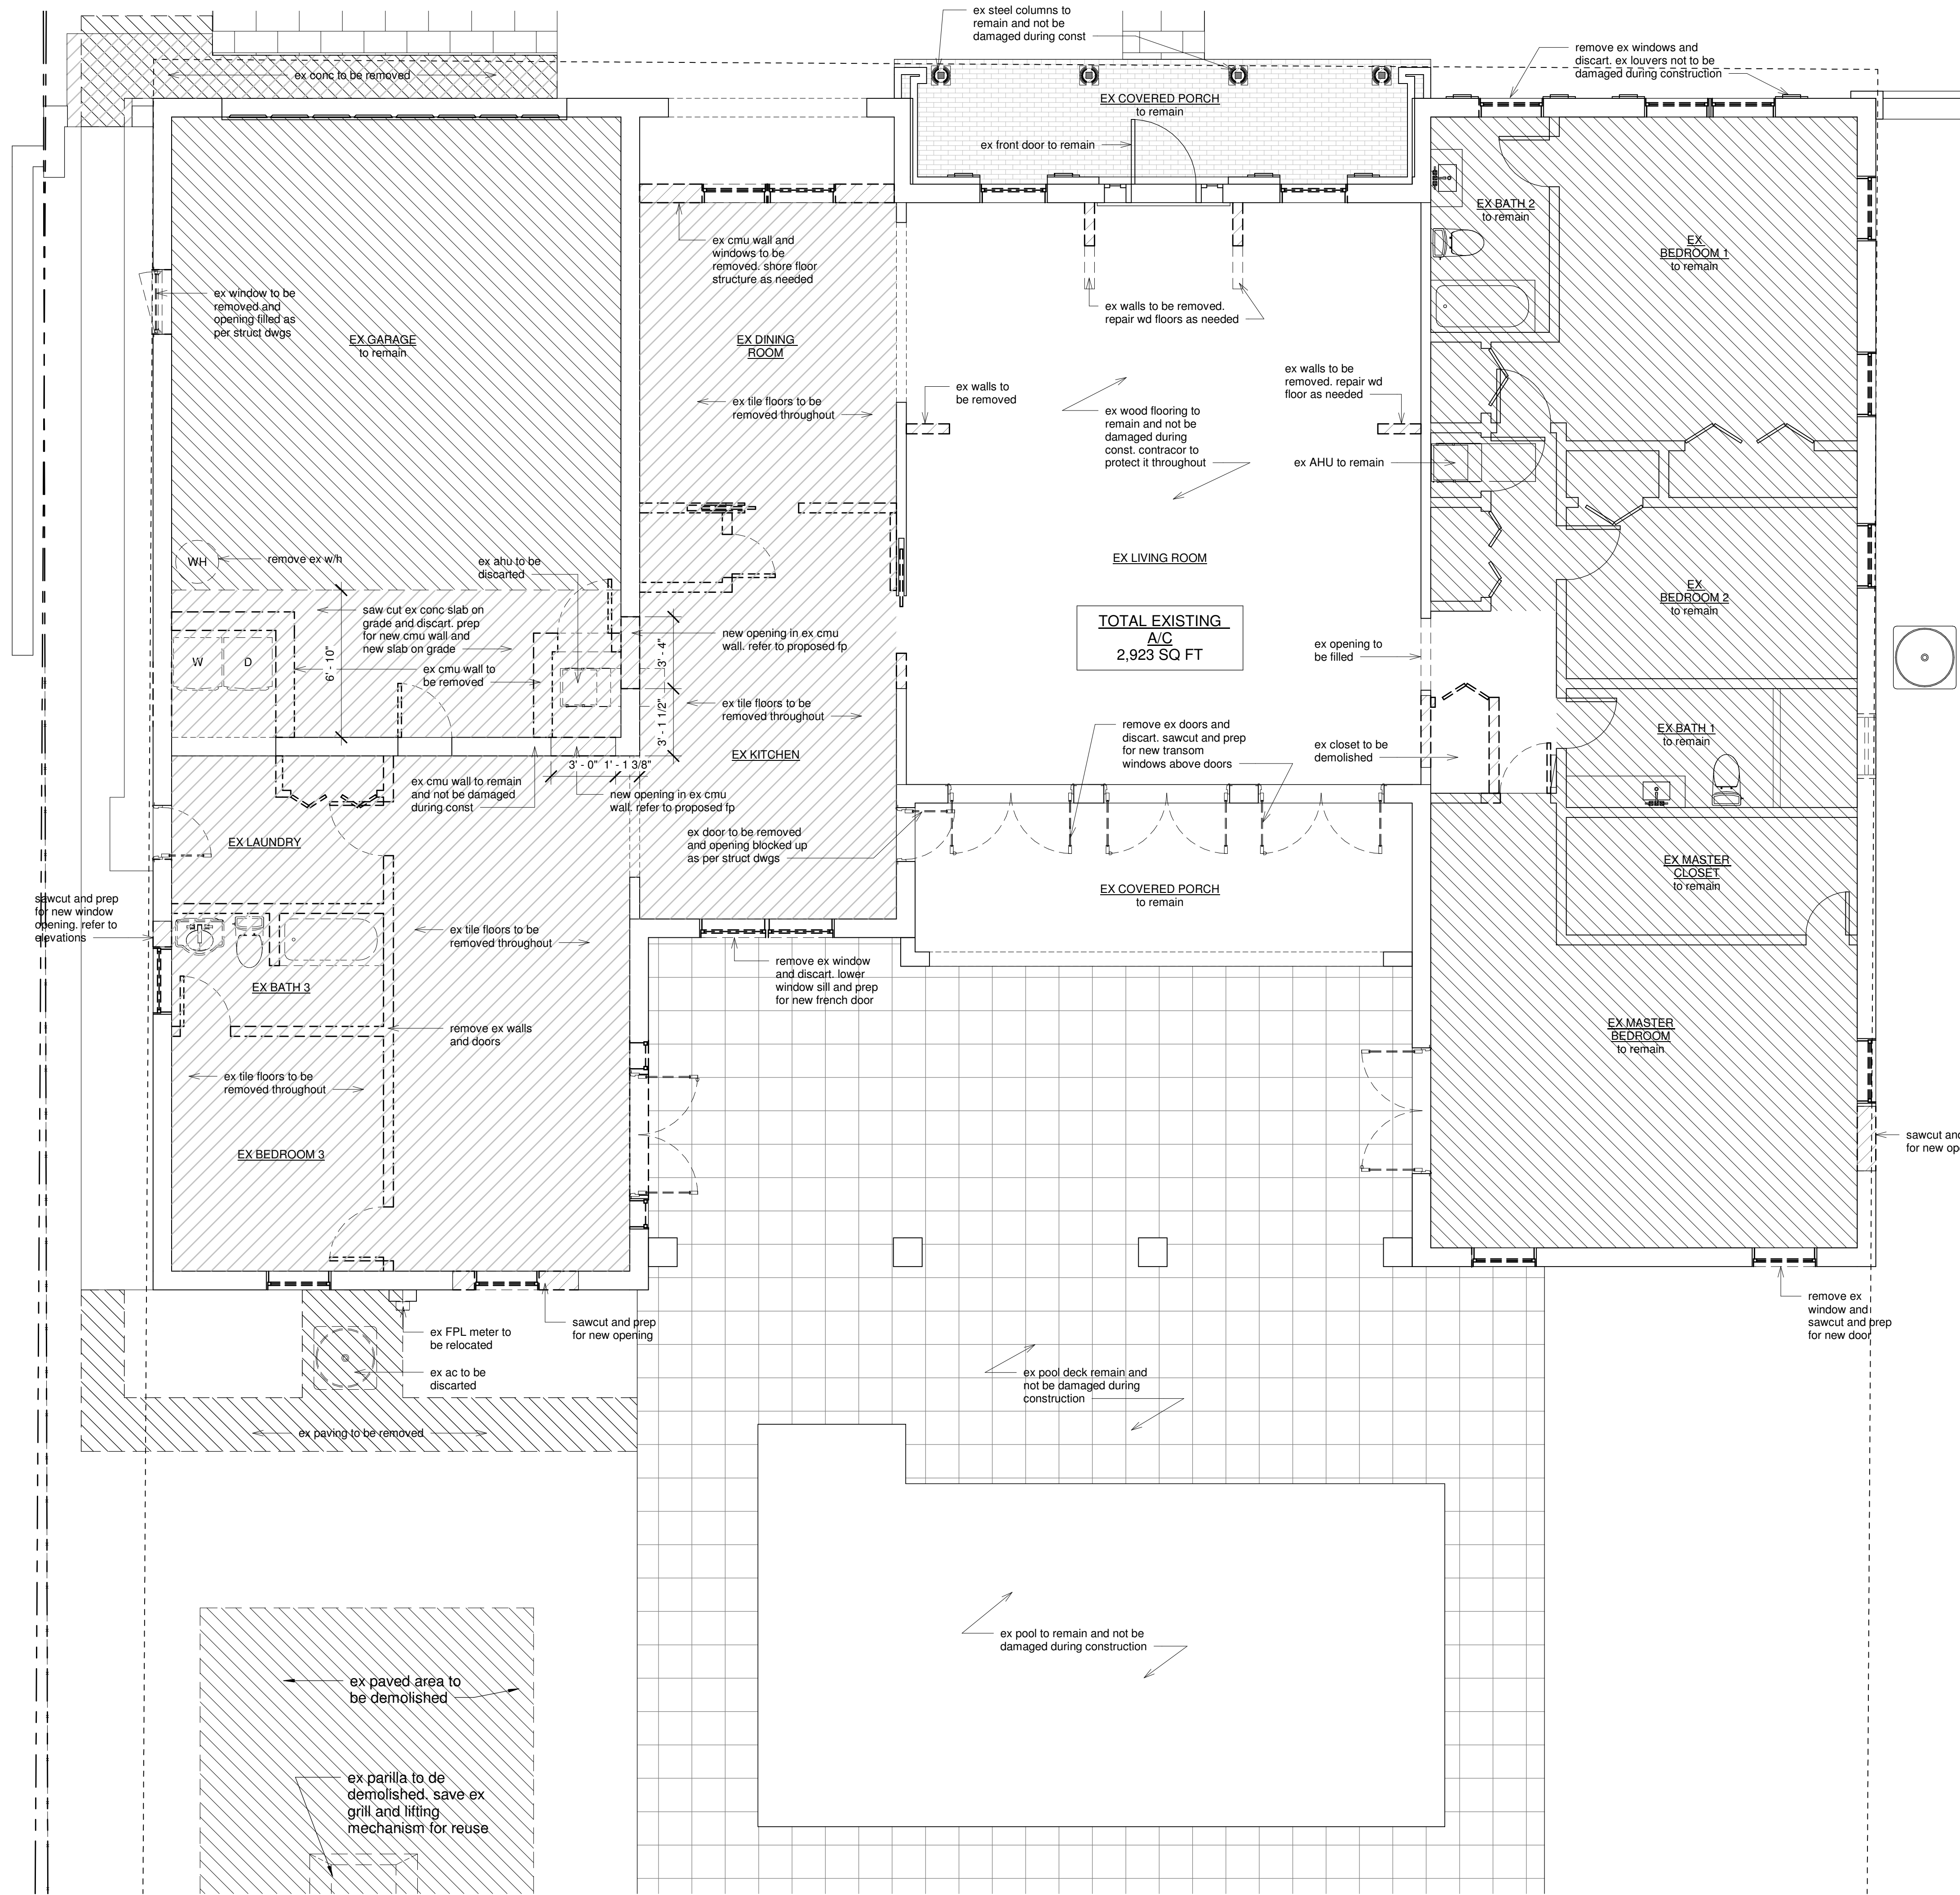 ex steel columns to
remain and not be
damaged during const
remove ex windows and
discart. ex louvers not to be
damaged during construction
ex conc to be removed
EX COVERED PORCH
to remain
ex front door to remain
EX BATH 2
to remain
EX
BEDROOM 1
to remain
ex cmu wall and
windows to be
removed. shore floor
structure as needed
ex window to be
removed and
opening filled as
per struct dwgs
ex walls to be removed.
repair wd floors as needed
EX GARAGE
to remain
EX DINING
ROOM
ex walls to
be removed
ex walls to be
removed. repair wd
floor as needed
ex tile floors to be
removed throughout
ex wood flooring to
remain and not be
damaged during
const. contracor to
protect it throughout
ex AHU to remain
WH
remove ex w/h
ex ahu to be
discarted
EX LIVING ROOM
EX
BEDROOM 2
to remain
saw cut ex conc slab on
grade and discart. prep
for new cmu wall and
new slab on grade
TOTAL EXISTING
A/C
2,923 SQ FT
new opening in ex cmu
wall. refer to proposed fp
3' - 4"
ex opening to
be filled
W
D
6' - 10"
ex cmu wall to
be removed
ex tile floors to be
removed throughout
3' - 1 1/2"
remove ex doors and
discart. sawcut and prep
for new transom
windows above doors
ex closet to be
demolished
EX BATH 1
to remain
EX KITCHEN
3' - 0"
1' - 1 3/8"
ex cmu wall to remain
and not be damaged
during const
new opening in ex cmu
wall. refer to proposed fp
EX LAUNDRY
ex door to be removed
and opening blocked up
as per struct dwgs
EX MASTER
CLOSET
to remain
EX COVERED PORCH
to remain
sawcut and prep
for new window
opening. refer to
elevations
ex tile floors to be
removed throughout
remove ex window
and discart. lower
window sill and prep
for new french door
EX BATH 3
remove ex walls
and doors
EX MASTER
BEDROOM
to remain
ex tile floors to be
removed throughout
EX BEDROOM 3
sawcut and
for new op
ex FPL meter to
be relocated
sawcut and prep
for new opening
remove ex
window and
sawcut and prep
for new door
ex ac to be
discarted
ex pool deck remain and
not be damaged during
construction
ex paving to be removed
ex pool to remain and not be
damaged during construction
ex paved area to
be demolished
ex parilla to de
demolished. save ex
grill and lifting
mechanism for reuse